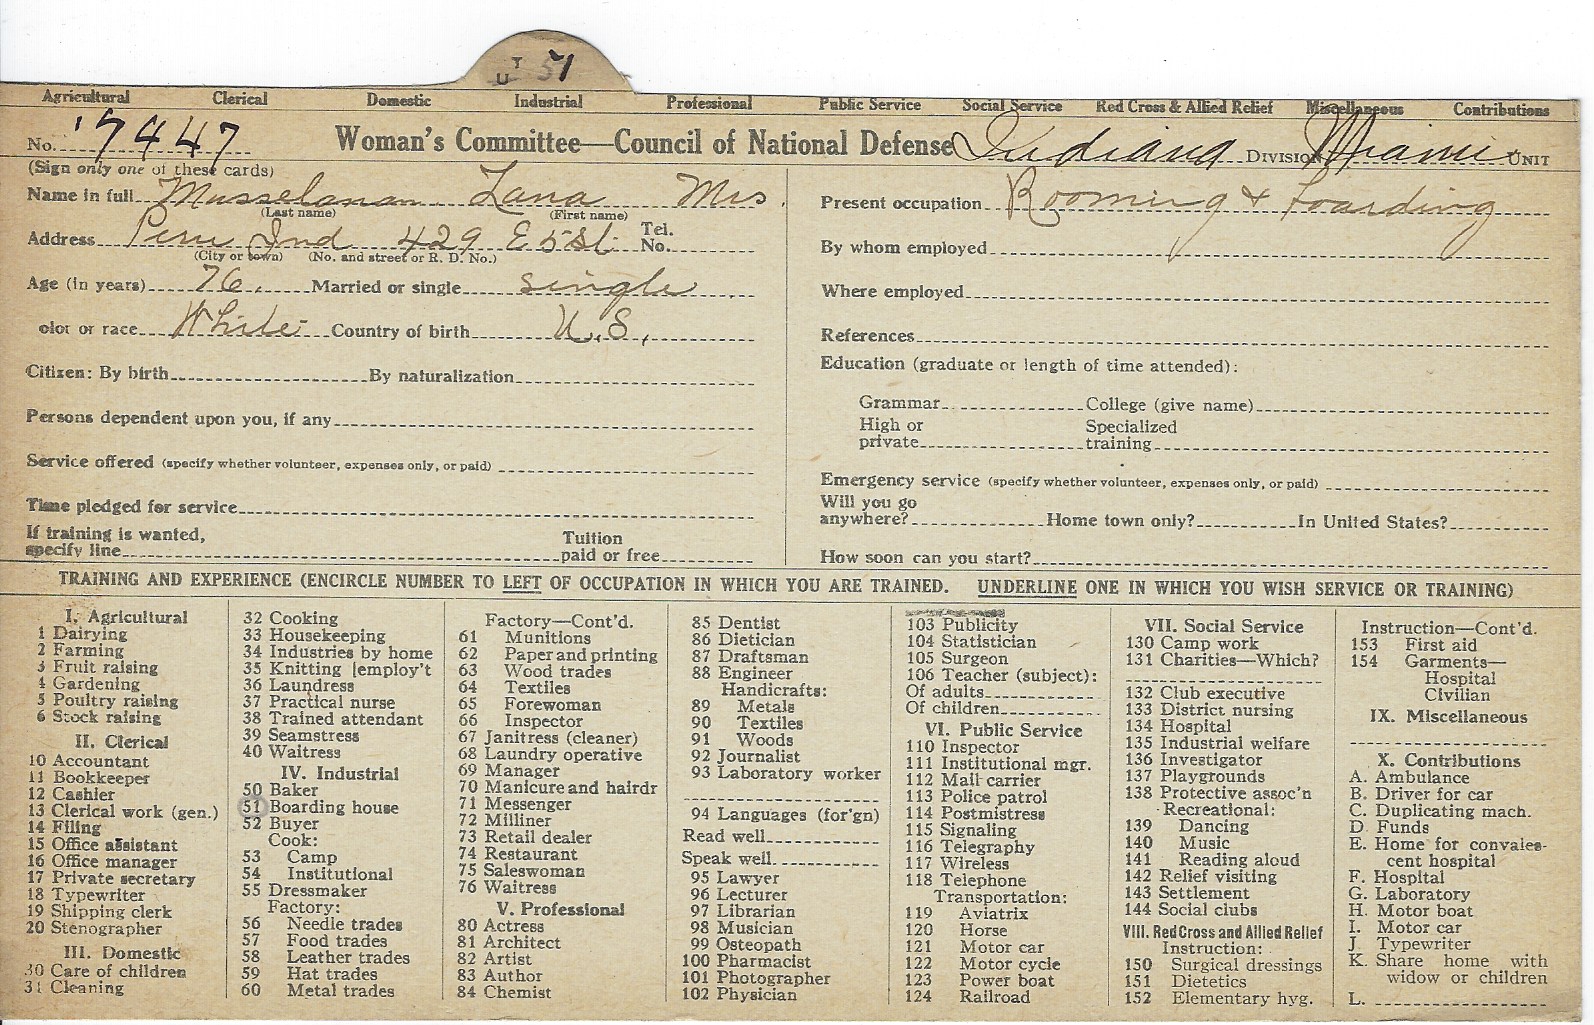 UT 51
Agricultural Clerical Domestic Industrial Professional Public Service Social Service Red Cross & Allied Relief Miscellaneous Contributions
No. 7447 Woman's Committee—Council of National Defense Indiana DIVISION Miami UNIT
(Sign only one of these cards)
Name in full Musselman Lana Mrs.
(Last name) (First name)
Address Peru Ind 429 E 5 St. Tel. No.
(City or town) (No. and street or R. D. No.)
Age (in years) 76. Married or single single
olor or race White Country of birth U.S.
Citizen: By birth By naturalization
Persons dependent upon you, if any
Service offered (specify whether volunteer, expenses only, or paid)
Time pledged for service
If training is wanted,
specify line Tuition paid or free
Present occupation Rooming & boarding
By whom employed
Where employed
References
Education (graduate or length of time attended):
Grammar College (give name)
High or private Specialized training
Emergency service (specify whether volunteer, expenses only, or paid)
Will you go
anywhere? Home town only? In United States?
How soon can you start?
TRAINING AND EXPERIENCE (ENCIRCLE NUMBER TO LEFT OF OCCUPATION IN WHICH YOU ARE TRAINED. UNDERLINE ONE IN WHICH YOU WISH SERVICE OR TRAINING)
I. Agricultural
1 Dairying
2 Farming
3 Fruit raising
4 Gardening
5 Poultry raising
6 Stock raising
II. Clerical
10 Accountant
11 Bookkeeper
12 Cashier
13 Clerical work (gen.)
14 Filing
15 Office assistant
16 Office manager
17 Private secretary
18 Typewriter
19 Shipping clerk
20 Stenographer
III. Domestic
30 Care of children
31 Cleaning
32 Cooking
33 Housekeeping
34 Industries by home
35 Knitting [employ't
36 Laundress
37 Practical nurse
38 Trained attendant
39 Seamstress
40 Waitress
IV. Industrial
50 Baker
51 Boarding house
52 Buyer
Cook:
53 Camp
54 Institutional
55 Dressmaker
Factory:
56 Needle trades
57 Food trades
58 Leather trades
59 Hat trades
60 Metal trades
Factory—Cont'd.
61 Munitions
62 Paper and printing
63 Wood trades
64 Textiles
65 Forewoman
66 Inspector
67 Janitress (cleaner)
68 Laundry operative
69 Manager
70 Manicure and hairdr
71 Messenger
72 Milliner
73 Retail dealer
74 Restaurant
75 Saleswoman
76 Waitress
V. Professional
80 Actress
81 Architect
82 Artist
83 Author
84 Chemist
85 Dentist
86 Dietician
87 Draftsman
88 Engineer
Handicrafts:
89 Metals
90 Textiles
91 Woods
92 Journalist
93 Laboratory worker
94 Languages (for'gn)
Read well
Speak well
95 Lawyer
96 Lecturer
97 Librarian
98 Musician
99 Osteopath
100 Pharmacist
101 Photographer
102 Physician
103 Publicity
104 Statistician
105 Surgeon
106 Teacher (subject):
Of adults
Of children
VI. Public Service
110 Inspector
111 Institutional mgr.
112 Mail carrier
113 Police patrol
114 Postmistress
115 Signaling
116 Telegraphy
117 Wireless
118 Telephone
Transportation:
119 Aviatrix
120 Horse
121 Motor car
122 Motor cycle
123 Power boat
124 Railroad
VII. Social Service
130 Camp work
131 Charities—Which?
132 Club executive
133 District nursing
134 Hospital
135 Industrial welfare
136 Investigator
137 Playgrounds
138 Protective assoc'n
Recreational:
139 Dancing
140 Music
141 Reading aloud
142 Relief visiting
143 Settlement
144 Social clubs
VIII. Red Cross and Allied Relief
Instruction:
150 Surgical dressings
151 Dietetics
152 Elementary hyg.
Instruction—Cont'd.
153 First aid
154 Garments—
Hospital
Civilian
IX. Miscellaneous
X. Contributions
A. Ambulance
B. Driver for car
C. Duplicating mach.
D. Funds
E. Home for convales-
cent hospital
F. Hospital
G. Laboratory
H. Motor boat
I. Motor car
J. Typewriter
K. Share home with
widow or children
L.